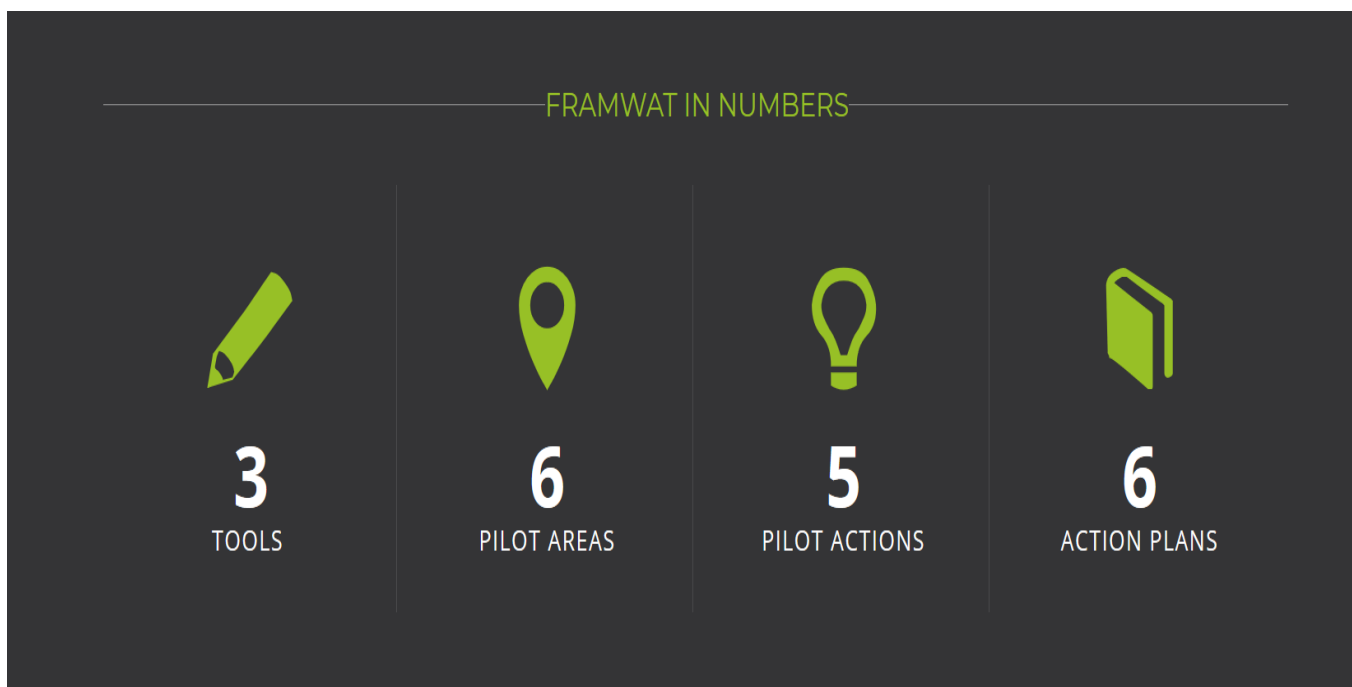 FRAMWAT IN NUMBERS
3
TOOLS
6
PILOT AREAS
5
PILOT ACTIONS
6
ACTION PLANS